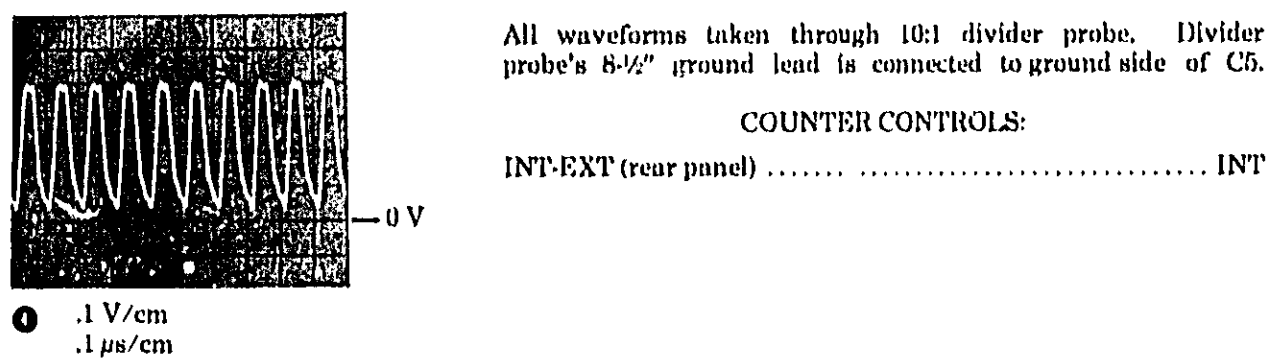 All waveforms taken through 10:1 divider probe. Divider
probe's 8-½" ground lead is connected to ground side of C5.
COUNTER CONTROLS:
INT-EXT (rear panel) ....... .............................. INT
0 V
.1 V/cm
.1 μs/cm